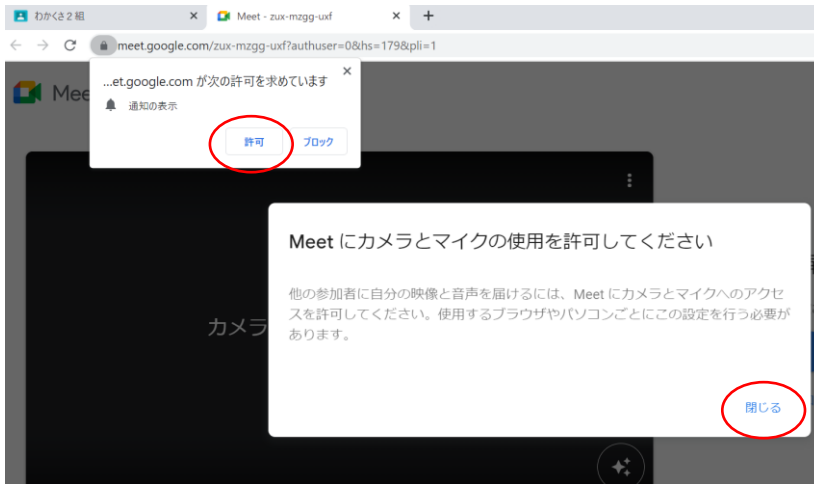 わかくさ2組
Meet - zux-mzgg-uxf
meet.google.com/zux-mzgg-uxf?authuser=0&hs=179&pli=1
Mee
...et.google.com が次の許可を求めています
通知の表示
許可 ブロック
Meet にカメラとマイクの使用を許可してください
他の参加者に自分の映像と音声を届けるには、Meet にカメラとマイクへのアクセ
スを許可してください。使用するブラウザやパソコンごとにこの設定を行う必要が
あります。
カメラ
閉じる